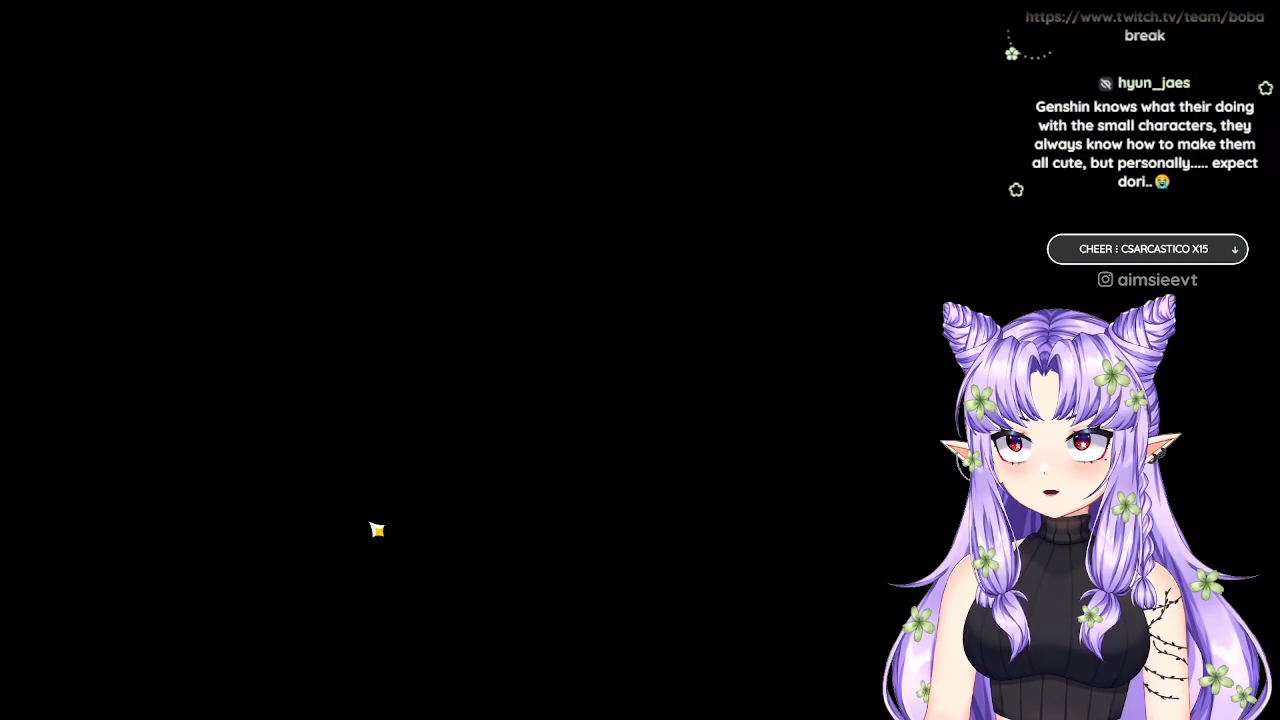 https://www.twitch.tv/team/boba
break
hyun_jaes
Genshin knows what their doing
with the small characters, they
always know how to make them
all cute, but personally..... expect
dori..😭
CHEER : CSARCASTICO X15
aimsieevt